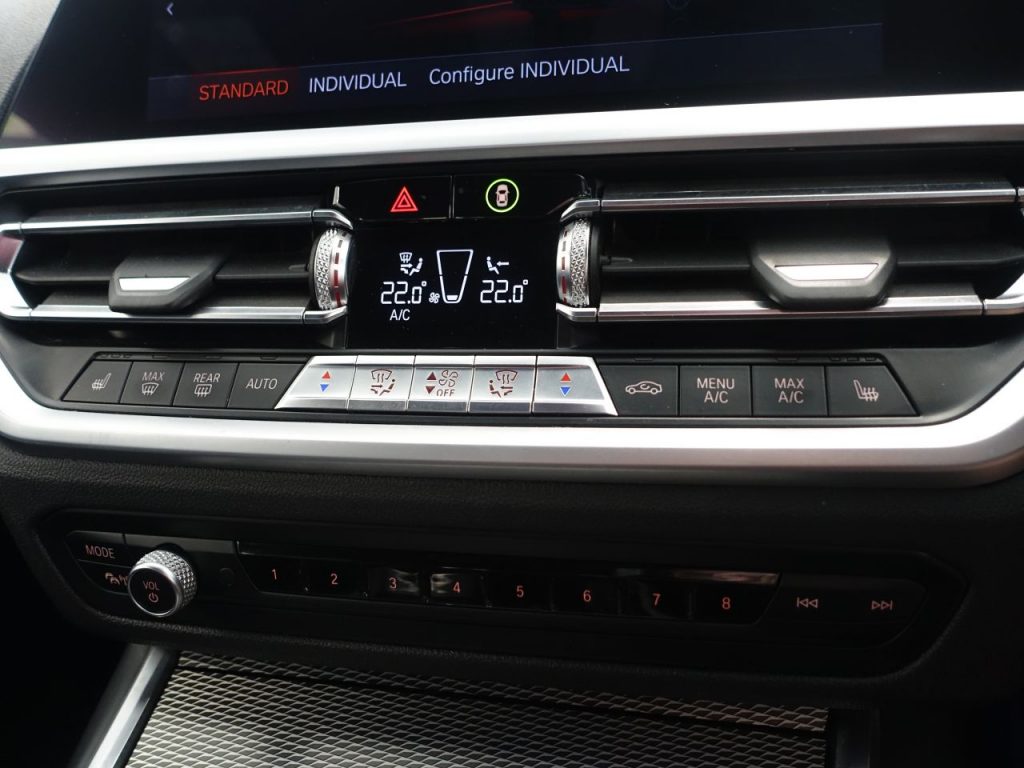 STANDARD INDIVIDUAL Configure INDIVIDUAL
22.0° 22.0°
A/C
MAX REAR AUTO OFF MENU A/C MAX A/C
MODE
VOL
1 2 3 4 5 6 7 8